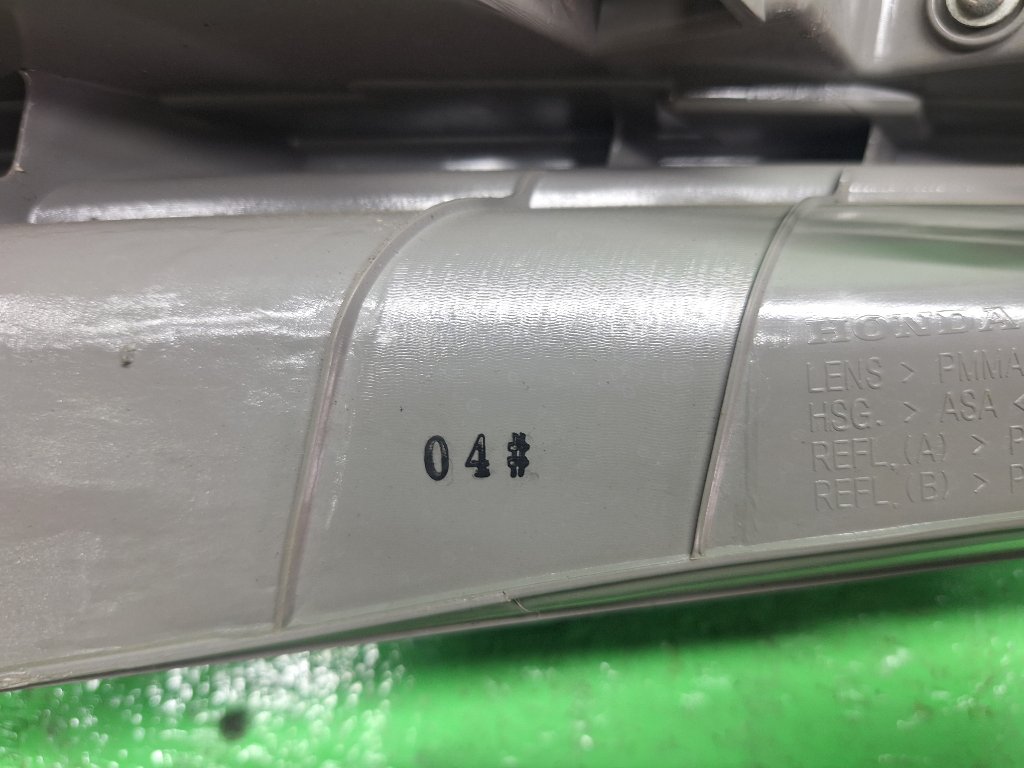 04#
HONDA
LENS > PMMA
HSG. > ASA <
REFL.(A) > P
REFL.(B) > P